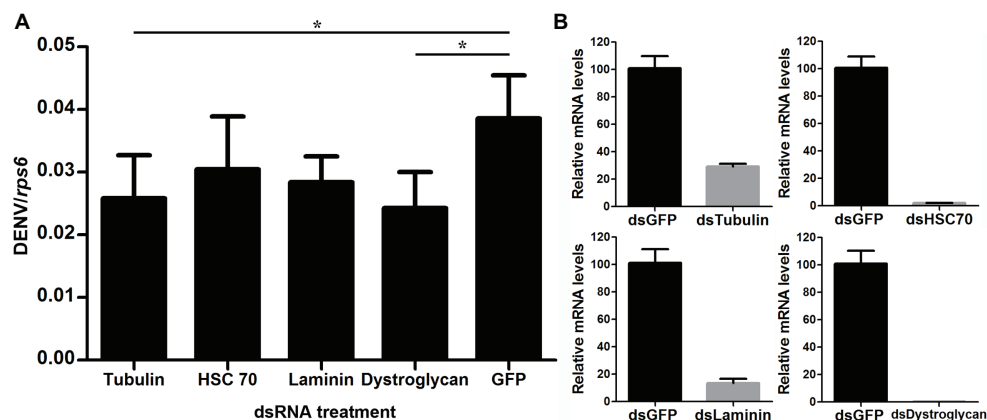 A
*
*
DENV/rps6
0.05
0.04
0.03
0.02
0.01
0.00
Tubulin HSC 70 Laminin Dystroglycan GFP
dsRNA treatment
B
Relative mRNA levels
120
100
80
60
40
20
0
dsGFP dsTubulin
Relative mRNA levels
120
100
80
60
40
20
0
dsGFP dsHSC70
Relative mRNA levels
120
100
80
60
40
20
0
dsGFP dsLaminin
Relative mRNA levels
120
100
80
60
40
20
0
dsGFP dsDystroglycan